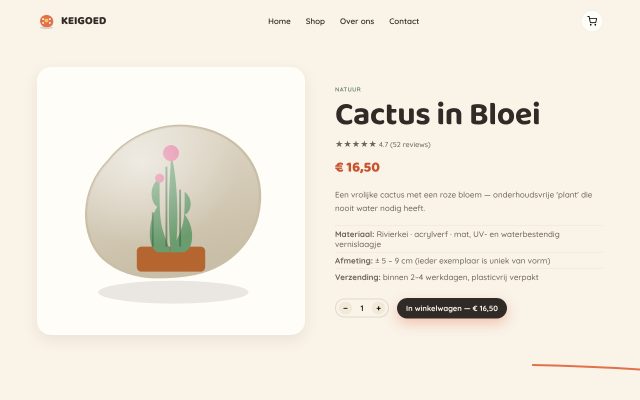 KEIGOED
Home Shop Over ons Contact
NATUUR
Cactus in Bloei
★★★★★ 4.7 (52 reviews)
€ 16,50
Een vrolijke cactus met een roze bloem — onderhoudsvrije 'plant' die
nooit water nodig heeft.
Materiaal: Rivierkei · acrylverf · mat, UV- en waterbestendig
vernislaagje
Afmeting: ± 5 – 9 cm (ieder exemplaar is uniek van vorm)
Verzending: binnen 2–4 werkdagen, plasticvrij verpakt
− 1 + In winkelwagen — € 16,50